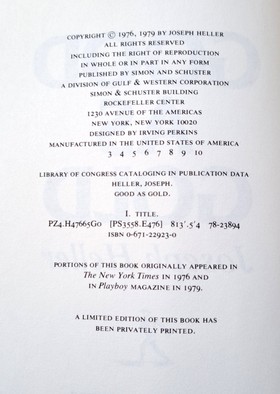 COPYRIGHT © 1976, 1979 BY JOSEPH HELLER
ALL RIGHTS RESERVED
INCLUDING THE RIGHT OF REPRODUCTION
IN WHOLE OR IN PART IN ANY FORM
PUBLISHED BY SIMON AND SCHUSTER
A DIVISION OF GULF & WESTERN CORPORATION
SIMON & SCHUSTER BUILDING
ROCKEFELLER CENTER
1230 AVENUE OF THE AMERICAS
NEW YORK, NEW YORK 10020
DESIGNED BY IRVING PERKINS
MANUFACTURED IN THE UNITED STATES OF AMERICA
3 4 5 6 7 8 9 10
LIBRARY OF CONGRESS CATALOGING IN PUBLICATION DATA
HELLER, JOSEPH.
GOOD AS GOLD.
I. TITLE.
PZ4.H47665Go [PS3558.E476] 813'.5'4 78-23894
ISBN 0-671-22923-0
PORTIONS OF THIS BOOK ORIGINALLY APPEARED IN
The New York Times IN 1976 AND
IN Playboy MAGAZINE IN 1979.
A LIMITED EDITION OF THIS BOOK HAS
BEEN PRIVATELY PRINTED.